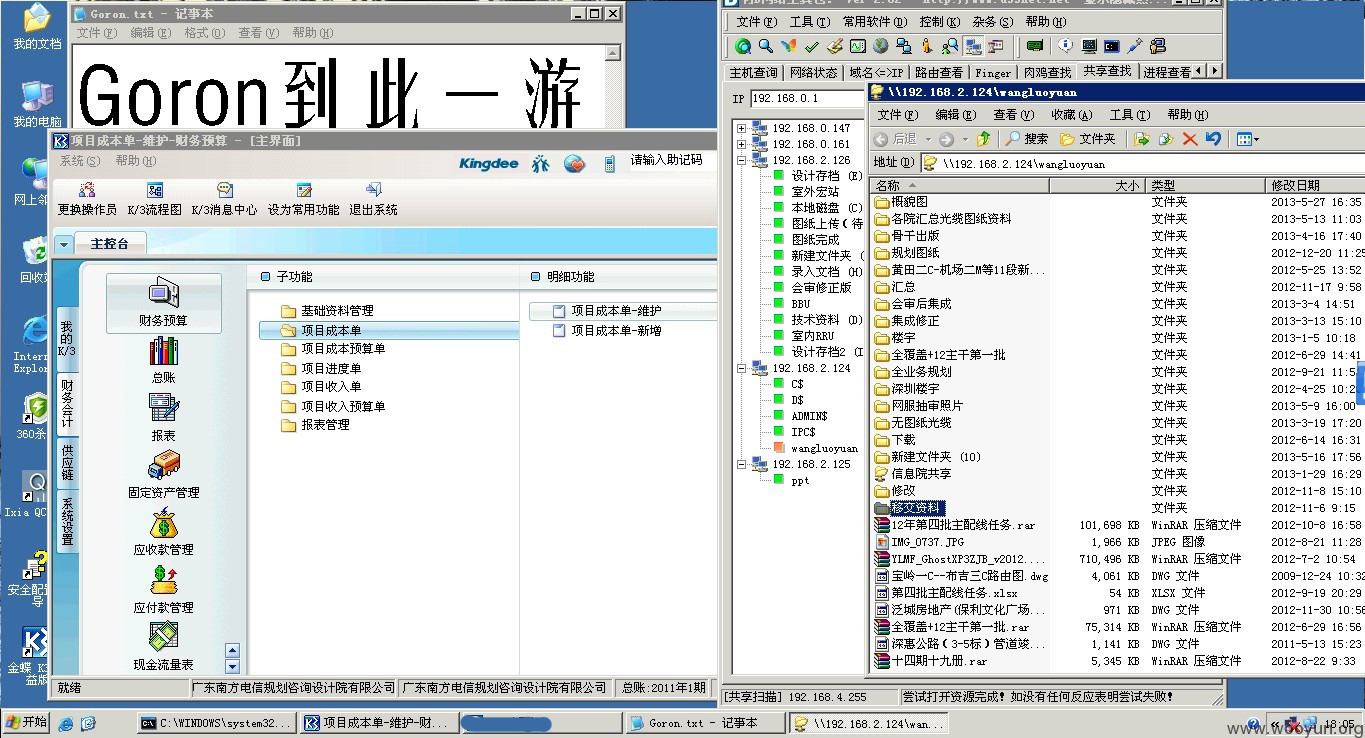 我的文档
我的电脑
网上邻
回收
Intern
Explor
360杀
Ixia QC
安全配
导
金蝶 K
益版
Goron.txt - 记事本
文件(F) 编辑(E) 格式(O) 查看(V) 帮助(H)
Goron到此一游
项目成本单-维护-财务预算 - [主界面]
系统(S) 帮助(H)
Kingdee
请输入助记码
更换操作员 K/3流程图 K/3消息中心 设为常用功能 退出系统
主控台
我的K/3
财务会计
供应链
系统设置
财务预算
总账
报表
固定资产管理
应收款管理
应付款管理
现金流量表
子功能
基础资料管理
项目成本单
项目成本预算单
项目进度单
项目收入单
项目收入预算单
报表管理
明细功能
项目成本单-维护
项目成本单-新增
就绪
广东南方电信规划咨询设计院有限公司
广东南方电信规划咨询设计院有限公司
总账:2011年1期
文件(F) 工具(T) 常用软件(D) 控制(K) 杂务(S) 帮助(H)
主机查询 网络状态 域名<->IP 路由查看 Finger 肉鸡查找 共享查找 进程查看
IP 192.168.0.1
192.168.0.147
192.168.0.161
192.168.2.126
设计存档 (E)
室外宏站
本地磁盘 (C)
图纸上传(待
图纸完成
新建文件夹 (
录入文档 (H)
会审修正版
BBU
技术资料 (D)
室内RRU
设计存档2 (I
192.168.2.124
C$
D$
ADMIN$
IPC$
wangluoyuan
192.168.2.125
ppt
[共享扫描] 192.168.4.255
尝试打开资源完成! 如没有任何反应表明尝试失败!
\\192.168.2.124\wangluoyuan
文件(F) 编辑(E) 查看(V) 收藏(A) 工具(T) 帮助(H)
后退 搜索 文件夹
地址(D) \\192.168.2.124\wangluoyuan
名称 大小 类型 修改日期
概貌图 文件夹 2013-5-27 16:35
各院汇总光缆图纸资料 文件夹 2013-5-13 11:03
骨干出版 文件夹 2013-4-16 17:40
规划图纸 文件夹 2012-12-20 11:25
黄田二C-机场二M等11段新... 文件夹 2012-5-25 13:52
汇总 文件夹 2012-11-17 9:58
会审后集成 文件夹 2013-3-4 14:51
集成修正 文件夹 2013-3-13 15:10
楼宇 文件夹 2013-1-5 10:18
全覆盖+12主干第一批 文件夹 2012-6-29 14:41
全业务规划 文件夹 2012-9-21 11:5
深圳楼宇 文件夹 2012-4-25 10:2
网服抽审照片 文件夹 2013-5-9 16:00
无图纸光缆 文件夹 2013-3-19 17:20
下载 文件夹 2012-6-14 16:31
新建文件夹 (10) 文件夹 2013-5-16 17:56
信息院共享 文件夹 2013-1-29 16:29
修改 文件夹 2012-11-8 15:10
移交资料 文件夹 2012-11-6 9:15
12年第四批主配线任务.rar 101,698 KB WinRAR 压缩文件 2012-10-8 16:58
IMG_0737.JPG 1,966 KB JPEG 图像 2012-8-21 11:28
YLMF_GhostXP3ZJB_v2012.... 710,496 KB WinRAR 压缩文件 2012-7-2 10:54
宝岭一C--布吉三C路由图.dwg 4,061 KB DWG 文件 2009-12-24 10:32
第四批主配线任务.xlsx 54 KB XLSX 文件 2012-9-19 20:29
泛城房地产(保利文化广场... 971 KB DWG 文件 2012-11-30 10:56
全覆盖+12主干第一批.rar 75,314 KB WinRAR 压缩文件 2012-6-29 16:56
深惠公路(3-5标)管道竣... 1,141 KB DWG 文件 2011-5-13 15:23
十四期十九册.rar 5,345 KB WinRAR 压缩文件 2012-8-22 9:33
开始 C:\WINDOWS\system32... 项目成本单-维护-财... Goron.txt - 记事本 \\192.168.2.124\wan... 18:05
www.wooyun.org